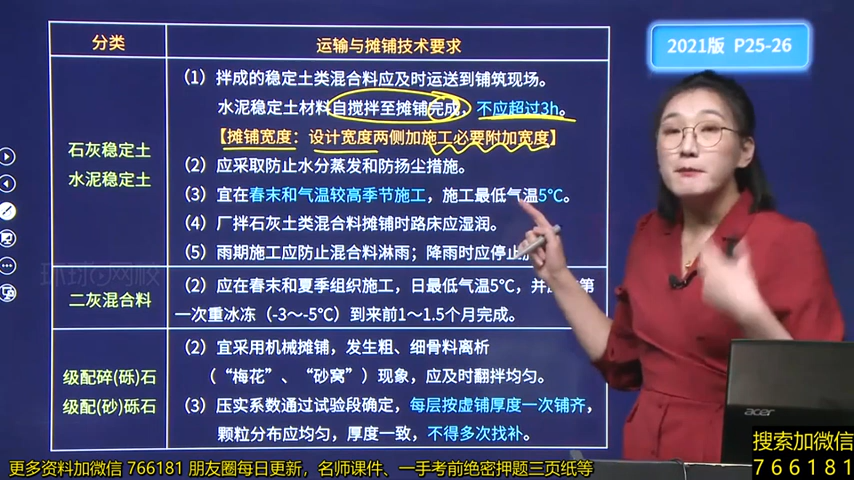 2021版 P25-26
分类
运输与摊铺技术要求
石灰稳定土
水泥稳定土
（1）拌成的稳定土类混合料应及时运送到铺筑现场。
水泥稳定土材料自搅拌至摊铺完成，不应超过3h。
【摊铺宽度：设计宽度两侧加施工必要附加宽度】
（2）应采取防止水分蒸发和防扬尘措施。
（3）宜在春末和气温较高季节施工，施工最低气温5℃。
（4）厂拌石灰土类混合料摊铺时路床应湿润。
（5）雨期施工应防止混合料淋雨；降雨时应停止
二灰混合料
（2）应在春末和夏季组织施工，日最低气温5℃，并 第
一次重冰冻（-3～-5℃）到来前1～1.5个月完成。
级配碎(砾)石
级配(砂)砾石
（2）宜采用机械摊铺，发生粗、细骨料离析
（“梅花”、“砂窝”）现象，应及时翻拌均匀。
（3）压实系数通过试验段确定，每层按虚铺厚度一次铺齐，
颗粒分布应均匀，厚度一致，不得多次找补。
环球网校
acer
搜索加微信
766181
更多资料加微信 766181 朋友圈每日更新，名师课件、一手考前绝密押题三页纸等